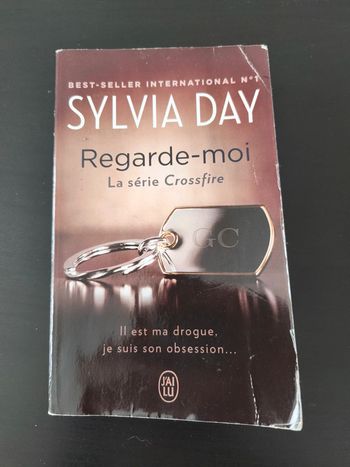 BEST-SELLER INTERNATIONAL N°1
SYLVIA DAY
Regarde-moi
La série Crossfire
GC
Il est ma drogue,
je suis son obsession...
J'AI
LU